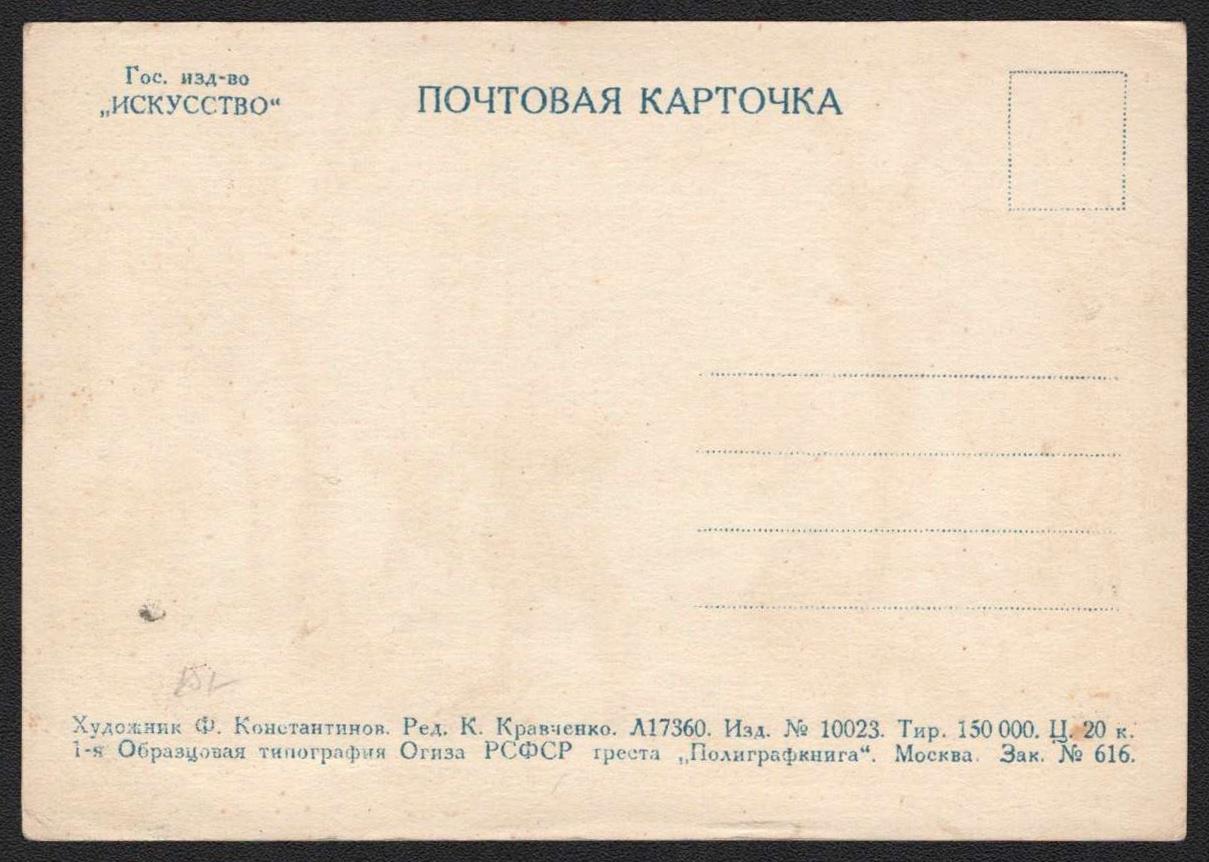 Гос. изд-во
„ИСКУССТВО“
ПОЧТОВАЯ КАРТОЧКА
Художник Ф. Константинов. Ред. К. Кравченко. Л17360. Изд. № 10023. Тир. 150 000. Ц. 20 к.
1-я Образцовая типография Огиза РСФСР треста „Полиграфкнига“. Москва. Зак. № 616.